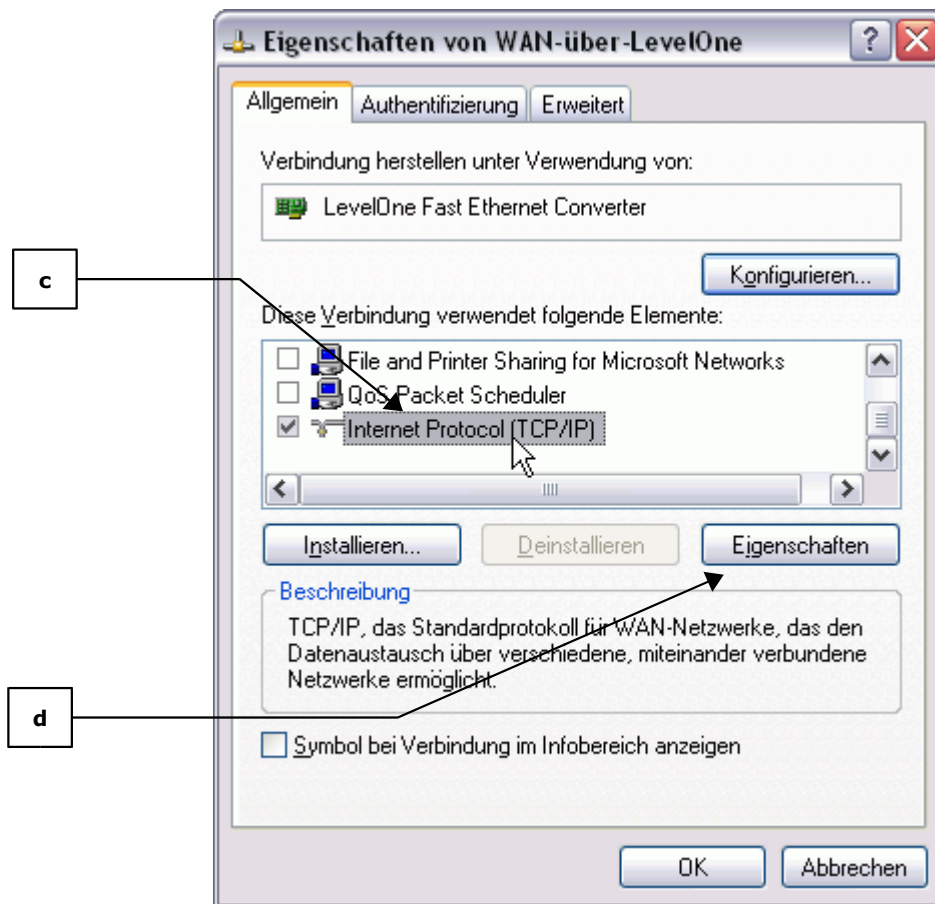 Eigenschaften von WAN-über-LevelOne
Allgemein Authentifizierung Erweitert
Verbindung herstellen unter Verwendung von:
LevelOne Fast Ethernet Converter
c
Konfigurieren...
Diese Verbindung verwendet folgende Elemente:
File and Printer Sharing for Microsoft Networks
QoS Packet Scheduler
Internet Protocol (TCP/IP)
Installieren... Deinstallieren Eigenschaften
Beschreibung
TCP/IP, das Standardprotokoll für WAN-Netzwerke, das den
Datenaustausch über verschiedene, miteinander verbundene
Netzwerke ermöglicht.
d
Symbol bei Verbindung im Infobereich anzeigen
OK Abbrechen